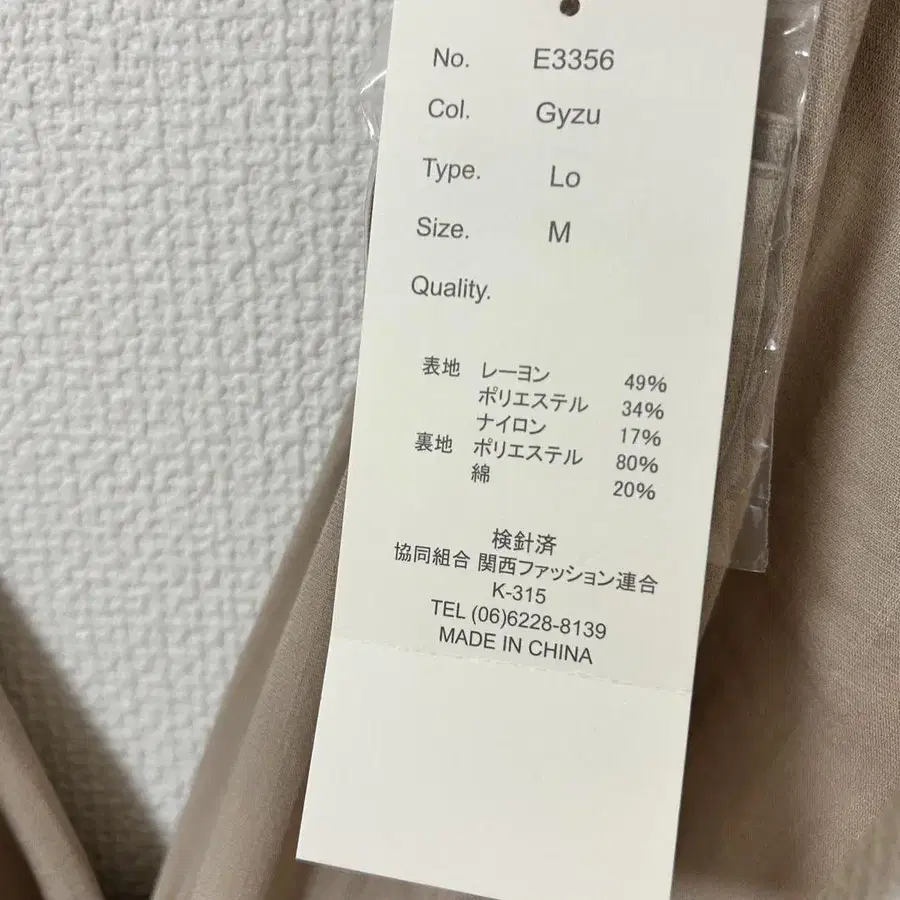 No. E3356
Col. Gyzu
Type. Lo
Size. M
Quality.
表地 レーヨン 49%
ポリエステル 34%
ナイロン 17%
裏地 ポリエステル 80%
綿 20%
検針済
協同組合 関西ファッション連合
K-315
TEL (06)6228-8139
MADE IN CHINA